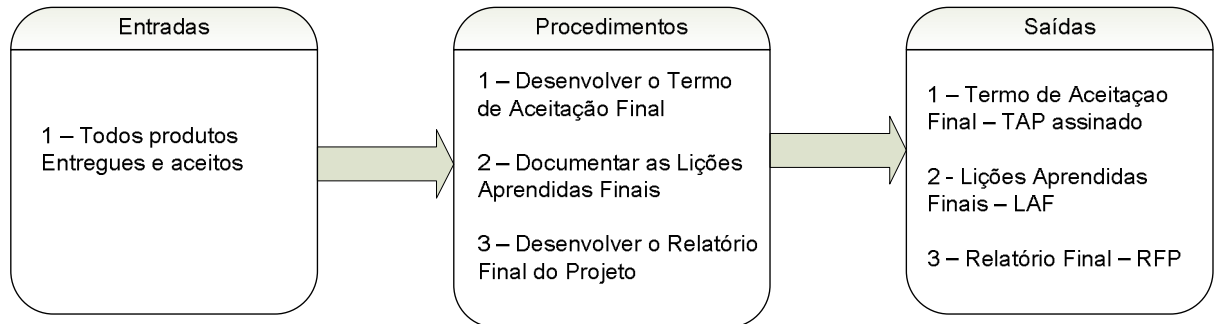 Entradas
1 – Todos produtos
Entregues e aceitos
Procedimentos
1 – Desenvolver o Termo
de Aceitação Final
2 – Documentar as Lições
Aprendidas Finais
3 – Desenvolver o Relatório
Final do Projeto
Saídas
1 – Termo de Aceitaçao
Final – TAP assinado
2 - Lições Aprendidas
Finais – LAF
3 – Relatório Final – RFP